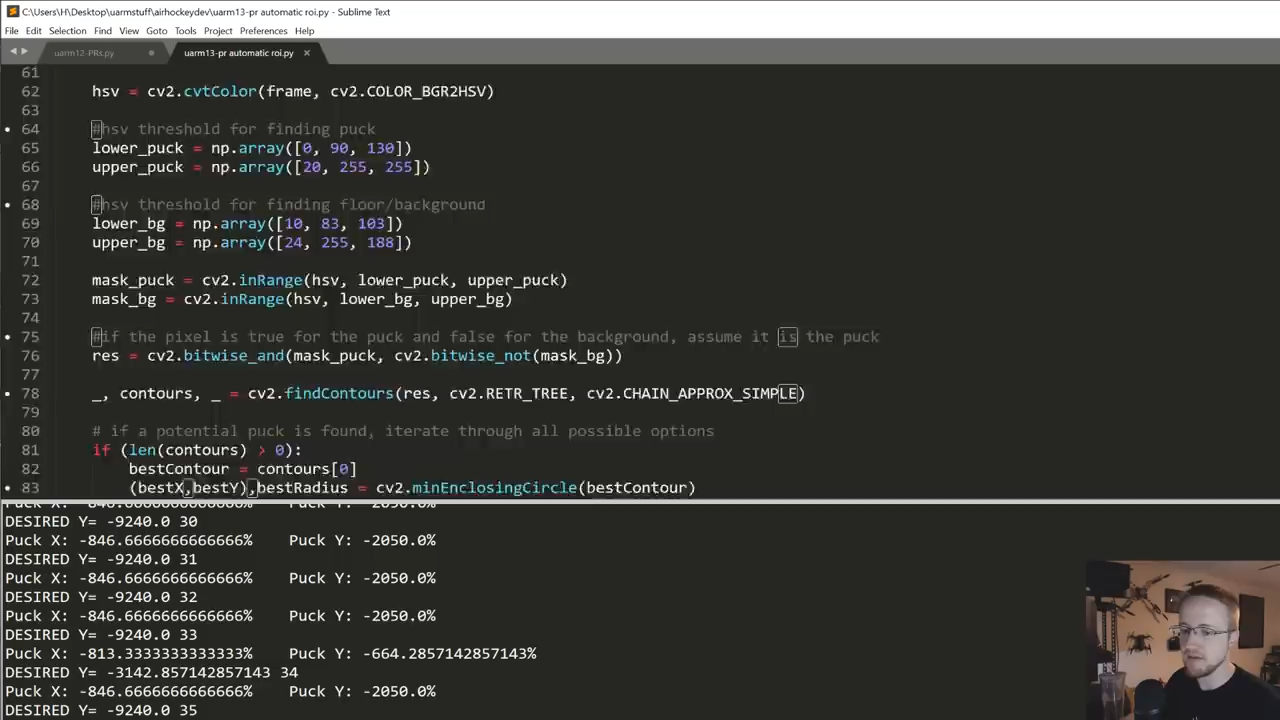 C:\Users\H\Desktop\uarmstuff\airhockeydev\uarm13-pr automatic roi.py - Sublime Text
File Edit Selection Find View Goto Tools Project Preferences Help
uarm12-PRs.py uarm13-pr automatic roi.py ×
61
62 hsv = cv2.cvtColor(frame, cv2.COLOR_BGR2HSV)
63
64 #hsv threshold for finding puck
65 lower_puck = np.array([0, 90, 130])
66 upper_puck = np.array([20, 255, 255])
67
68 #hsv threshold for finding floor/background
69 lower_bg = np.array([10, 83, 103])
70 upper_bg = np.array([24, 255, 188])
71
72 mask_puck = cv2.inRange(hsv, lower_puck, upper_puck)
73 mask_bg = cv2.inRange(hsv, lower_bg, upper_bg)
74
75 #if the pixel is true for the puck and false for the background, assume it is the puck
76 res = cv2.bitwise_and(mask_puck, cv2.bitwise_not(mask_bg))
77
78 _, contours, _ = cv2.findContours(res, cv2.RETR_TREE, cv2.CHAIN_APPROX_SIMPLE)
79
80 # if a potential puck is found, iterate through all possible options
81 if (len(contours) > 0):
82 bestContour = contours[0]
83 (bestX,bestY),bestRadius = cv2.minEnclosingCircle(bestContour)
Puck X: -846.6666666666666% Puck Y: -2050.0%
DESIRED Y= -9240.0 30
Puck X: -846.6666666666666% Puck Y: -2050.0%
DESIRED Y= -9240.0 31
Puck X: -846.6666666666666% Puck Y: -2050.0%
DESIRED Y= -9240.0 32
Puck X: -846.6666666666666% Puck Y: -2050.0%
DESIRED Y= -9240.0 33
Puck X: -813.3333333333333% Puck Y: -664.2857142857143%
DESIRED Y= -3142.857142857143 34
Puck X: -846.6666666666666% Puck Y: -2050.0%
DESIRED Y= -9240.0 35